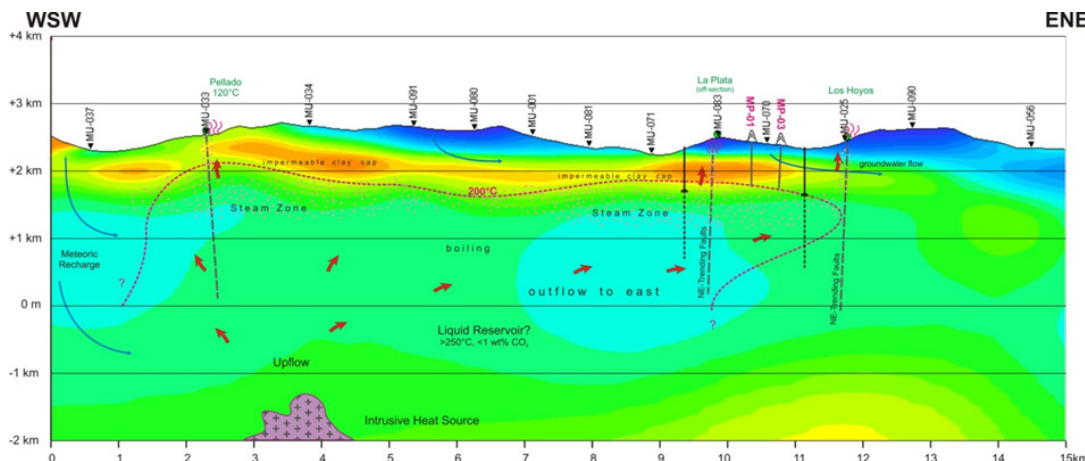 WSW
ENE
+4 km
+3 km
+2 km
+1 km
0 m
-1 km
-2 km
Pellado
120°C
La Plata
(off-section)
Los Hoyos
MU-037
MU-033
MU-034
MU-091
MU-080
MU-001
MU-081
MU-071
MU-083
MP-01
MU-070
MP-03
MU-025
MU-090
MU-056
impermeable clay cap
impermeable clay cap
groundwater flow
200°C
Steam Zone
Steam Zone
boiling
Meteoric
Recharge
outflow to east
NE-Trending Faults
NE-Trending Faults
?
?
Liquid Reservoir?
>250°C, <1 wt% CO₂
Upflow
Intrusive Heat Source
0 1 2 3 4 5 6 7 8 9 10 11 12 13 14 15km